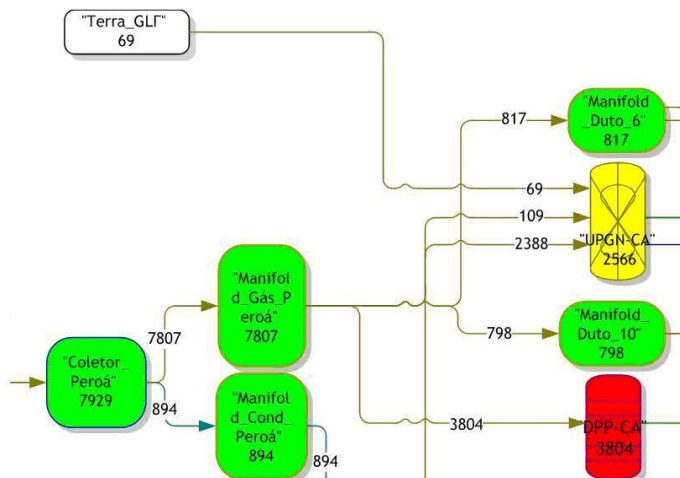 "Terra_GLF"
69
817
"Manifold
_Duto_6"
817
69
109
2388
"UPGN-CA"
2566
"Manifol
d_Gás_P
eroá"
7807
7807
798
"Manifold_
Duto_10"
798
"Coletor_
Peroá"
7929
894
"Manifol
d_Cond_
Peroá"
894
894
3804
DPP-CA"
3804